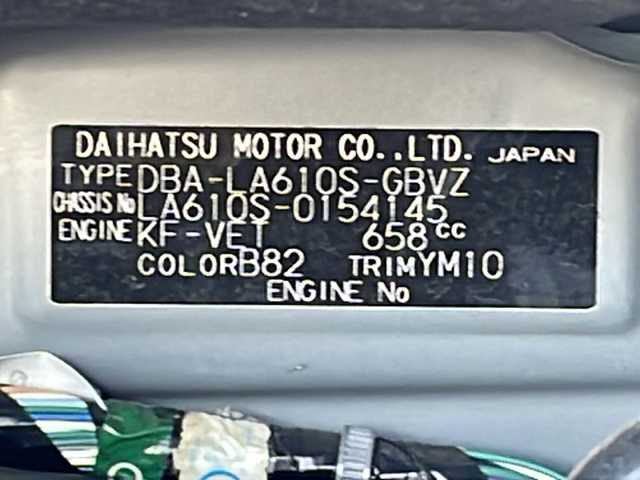 DAIHATSU MOTOR CO.,LTD. JAPAN
TYPE DBA-LA610S-GBVZ
CHASSIS No LA610S-0154145
ENGINE KF-VET 658cc
COLOR B82 TRIM YM10
ENGINE No